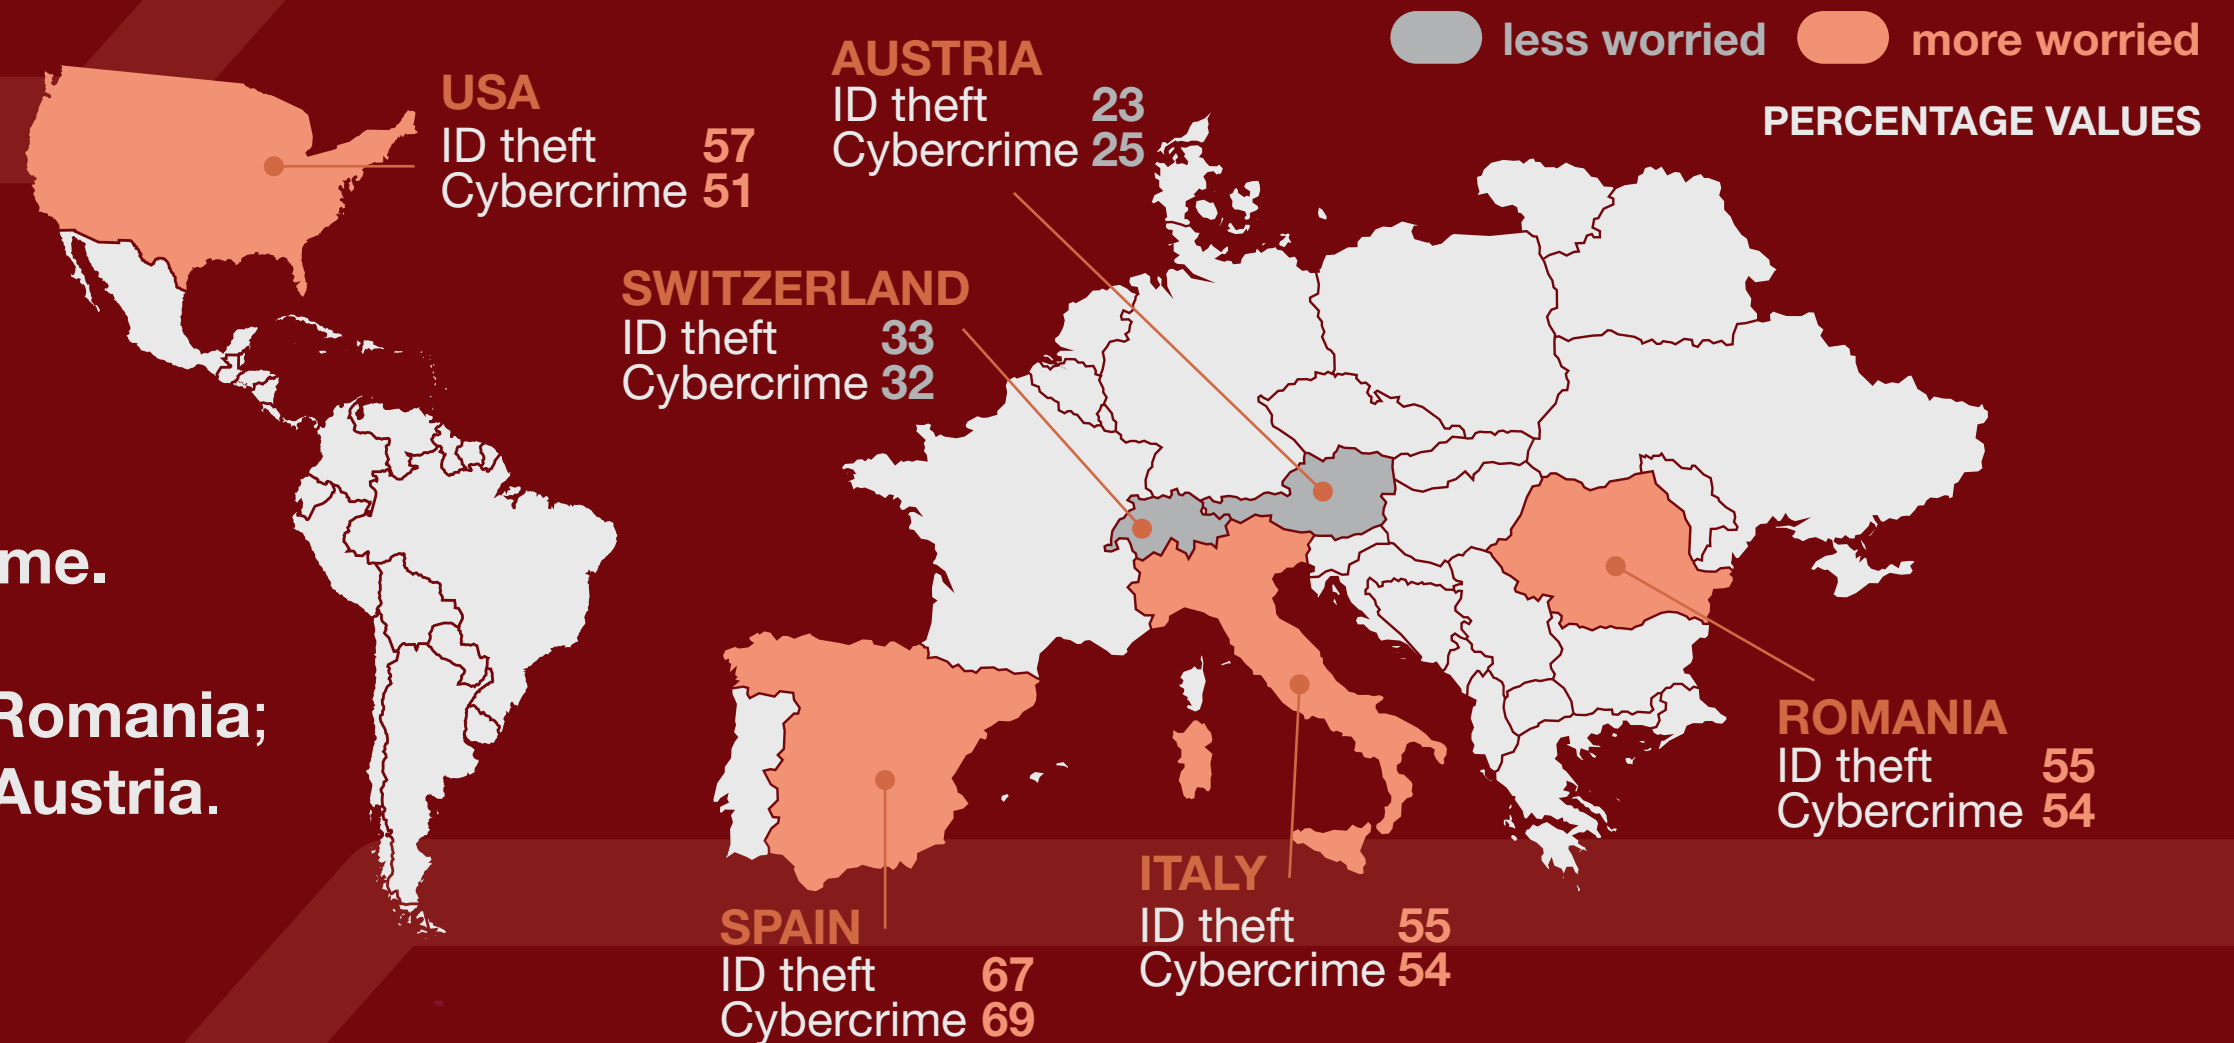 less worried
more worried
PERCENTAGE VALUES
USA
ID theft 57
Cybercrime 51
AUSTRIA
ID theft 23
Cybercrime 25
SWITZERLAND
ID theft 33
Cybercrime 32
me.
Romania;
Austria.
ROMANIA
ID theft 55
Cybercrime 54
ITALY
ID theft 55
Cybercrime 54
SPAIN
ID theft 67
Cybercrime 69